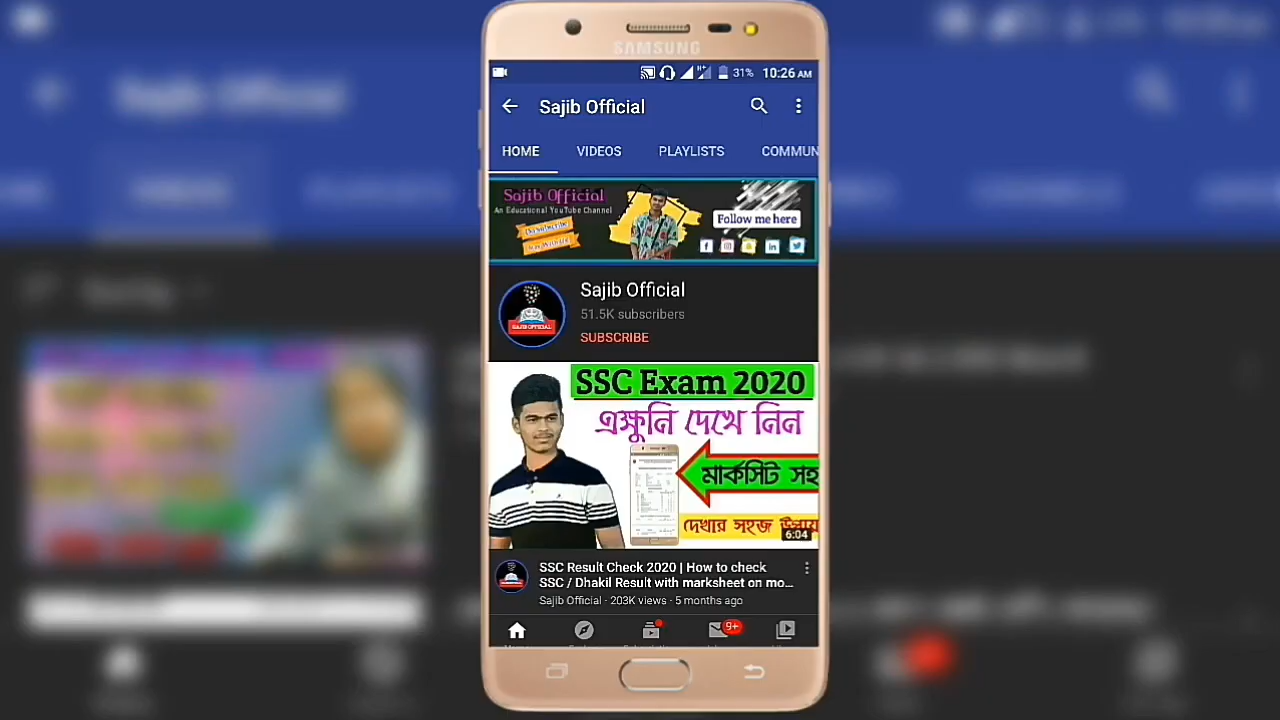 SAMSUNG
31% 10:26 AM
Sajib Official
HOME VIDEOS PLAYLISTS COMMUN
Sajib Official
An Educational YouTube Channel
Follow me here
Sajib Official
51.5K subscribers
SUBSCRIBE
SAJIB OFFICIAL
SSC Exam 2020
এক্ষুনি দেখে নিন
মার্কসিট সহ
দেখার সহজ উপায়
6:04
SSC Result Check 2020 | How to check
SSC / Dhakil Result with marksheet on mo...
Sajib Official · 203K views · 5 months ago
9+